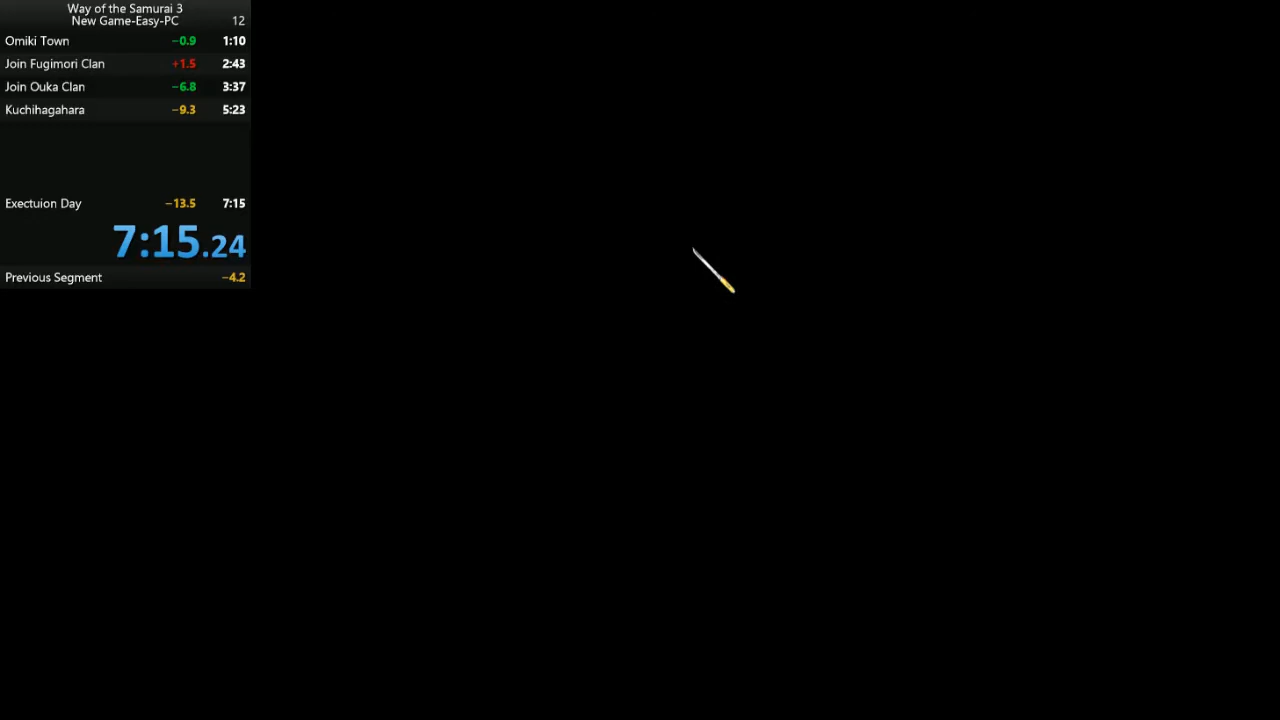 Way of the Samurai 3
New Game-Easy-PC 12
Omiki Town −0.9 1:10
Join Fugimori Clan +1.5 2:43
Join Ouka Clan −6.8 3:37
Kuchihagahara −9.3 5:23
Exectuion Day −13.5 7:15
7:15.24
Previous Segment −4.2